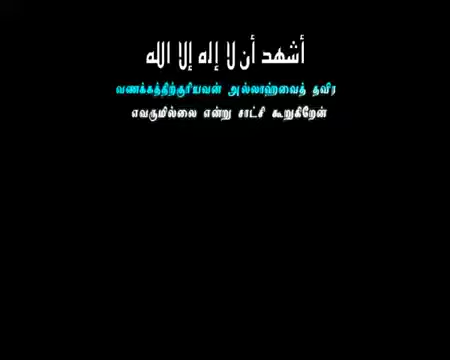 أشهد أن لا إله إلا الله
வணக்கத்திற்குரியவன் அல்லாஹ்வைத் தவிர
எவருமில்லை என்று சாட்சி கூறுகிறேன்